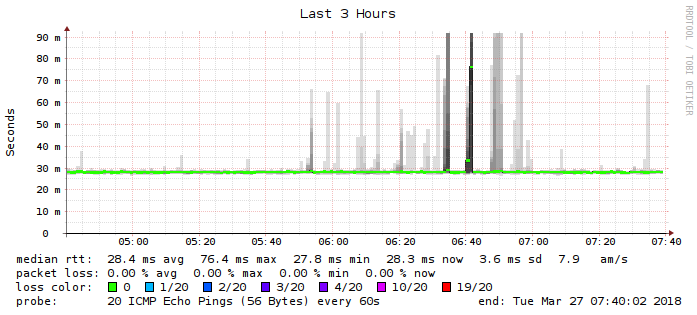 Last 3 Hours
RRDTOOL / TOBI OETIKER
Seconds
90 m
80 m
70 m
60 m
50 m
40 m
30 m
20 m
10 m
0
05:00 05:20 05:40 06:00 06:20 06:40 07:00 07:20 07:40
median rtt: 28.4 ms avg 76.4 ms max 27.8 ms min 28.3 ms now 3.6 ms sd 7.9 am/s
packet loss: 0.00 % avg 0.00 % max 0.00 % min 0.00 % now
loss color: 0 1/20 2/20 3/20 4/20 10/20 19/20
probe: 20 ICMP Echo Pings (56 Bytes) every 60s end: Tue Mar 27 07:40:02 2018